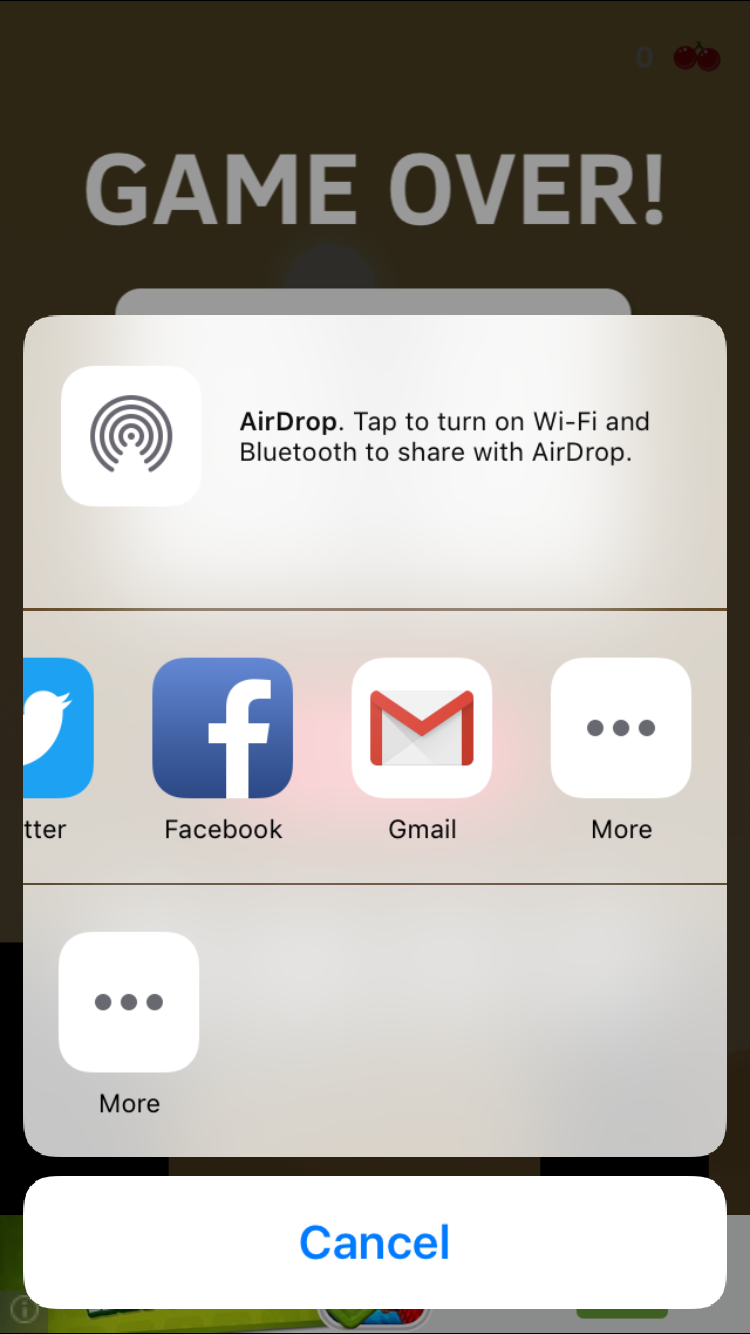 0
GAME OVER!
AirDrop. Tap to turn on Wi-Fi and
Bluetooth to share with AirDrop.
tter
Facebook
Gmail
More
More
Cancel